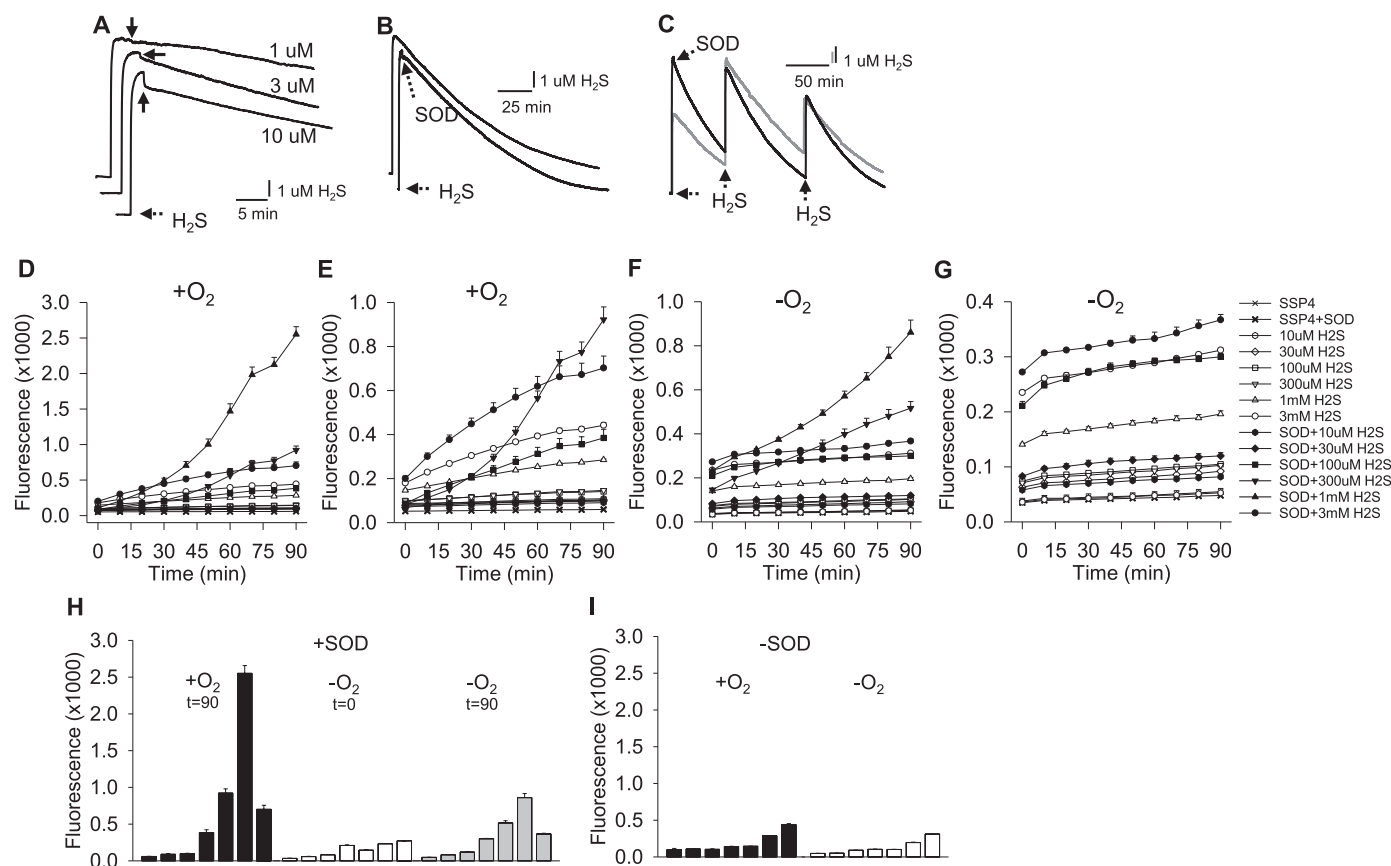 A
1 uM
3 uM
10 uM
1 uM H₂S
5 min
H₂S
B
SOD
1 uM H₂S
25 min
H₂S
C
SOD
1 uM H₂S
50 min
H₂S
H₂S
H₂S
D
+O₂
Fluorescence (x1000)
3.0
2.5
2.0
1.5
1.0
0.5
0.0
0 15 30 45 60 75 90
Time (min)
E
+O₂
Fluorescence (x1000)
1.0
0.8
0.6
0.4
0.2
0.0
0 15 30 45 60 75 90
Time (min)
F
-O₂
Fluorescence (x1000)
1.0
0.8
0.6
0.4
0.2
0.0
0 15 30 45 60 75 90
Time (min)
G
-O₂
Fluorescence (x1000)
0.4
0.3
0.2
0.1
0.0
0 15 30 45 60 75 90
Time (min)
SSP4
SSP4+SOD
10uM H2S
30uM H2S
100uM H2S
300uM H2S
1mM H2S
3mM H2S
SOD+10uM H2S
SOD+30uM H2S
SOD+100uM H2S
SOD+300uM H2S
SOD+1mM H2S
SOD+3mM H2S
H
+SOD
+O₂
t=90
-O₂
t=0
-O₂
t=90
Fluorescence (x1000)
3.0
2.5
2.0
1.5
1.0
0.5
0.0
I
-SOD
+O₂
-O₂
Fluorescence (x1000)
3.0
2.5
2.0
1.5
1.0
0.5
0.0